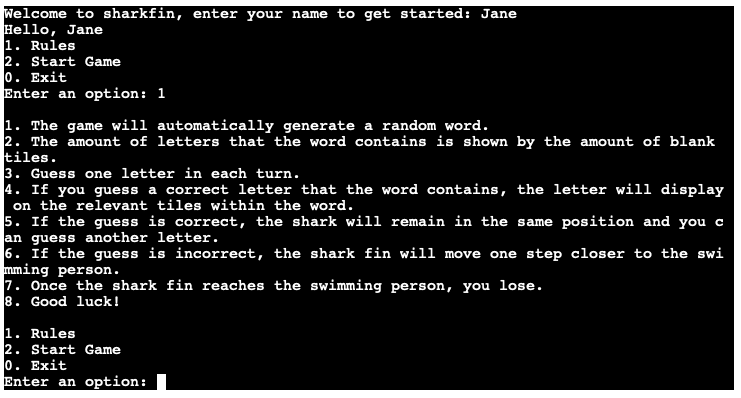 Welcome to sharkfin, enter your name to get started: Jane
Hello, Jane
1. Rules
2. Start Game
0. Exit
Enter an option: 1

1. The game will automatically generate a random word.
2. The amount of letters that the word contains is shown by the amount of blank
tiles.
3. Guess one letter in each turn.
4. If you guess a correct letter that the word contains, the letter will display
 on the relevant tiles within the word.
5. If the guess is correct, the shark will remain in the same position and you c
an guess another letter.
6. If the guess is incorrect, the shark fin will move one step closer to the swi
mming person.
7. Once the shark fin reaches the swimming person, you lose.
8. Good luck!

1. Rules
2. Start Game
0. Exit
Enter an option: